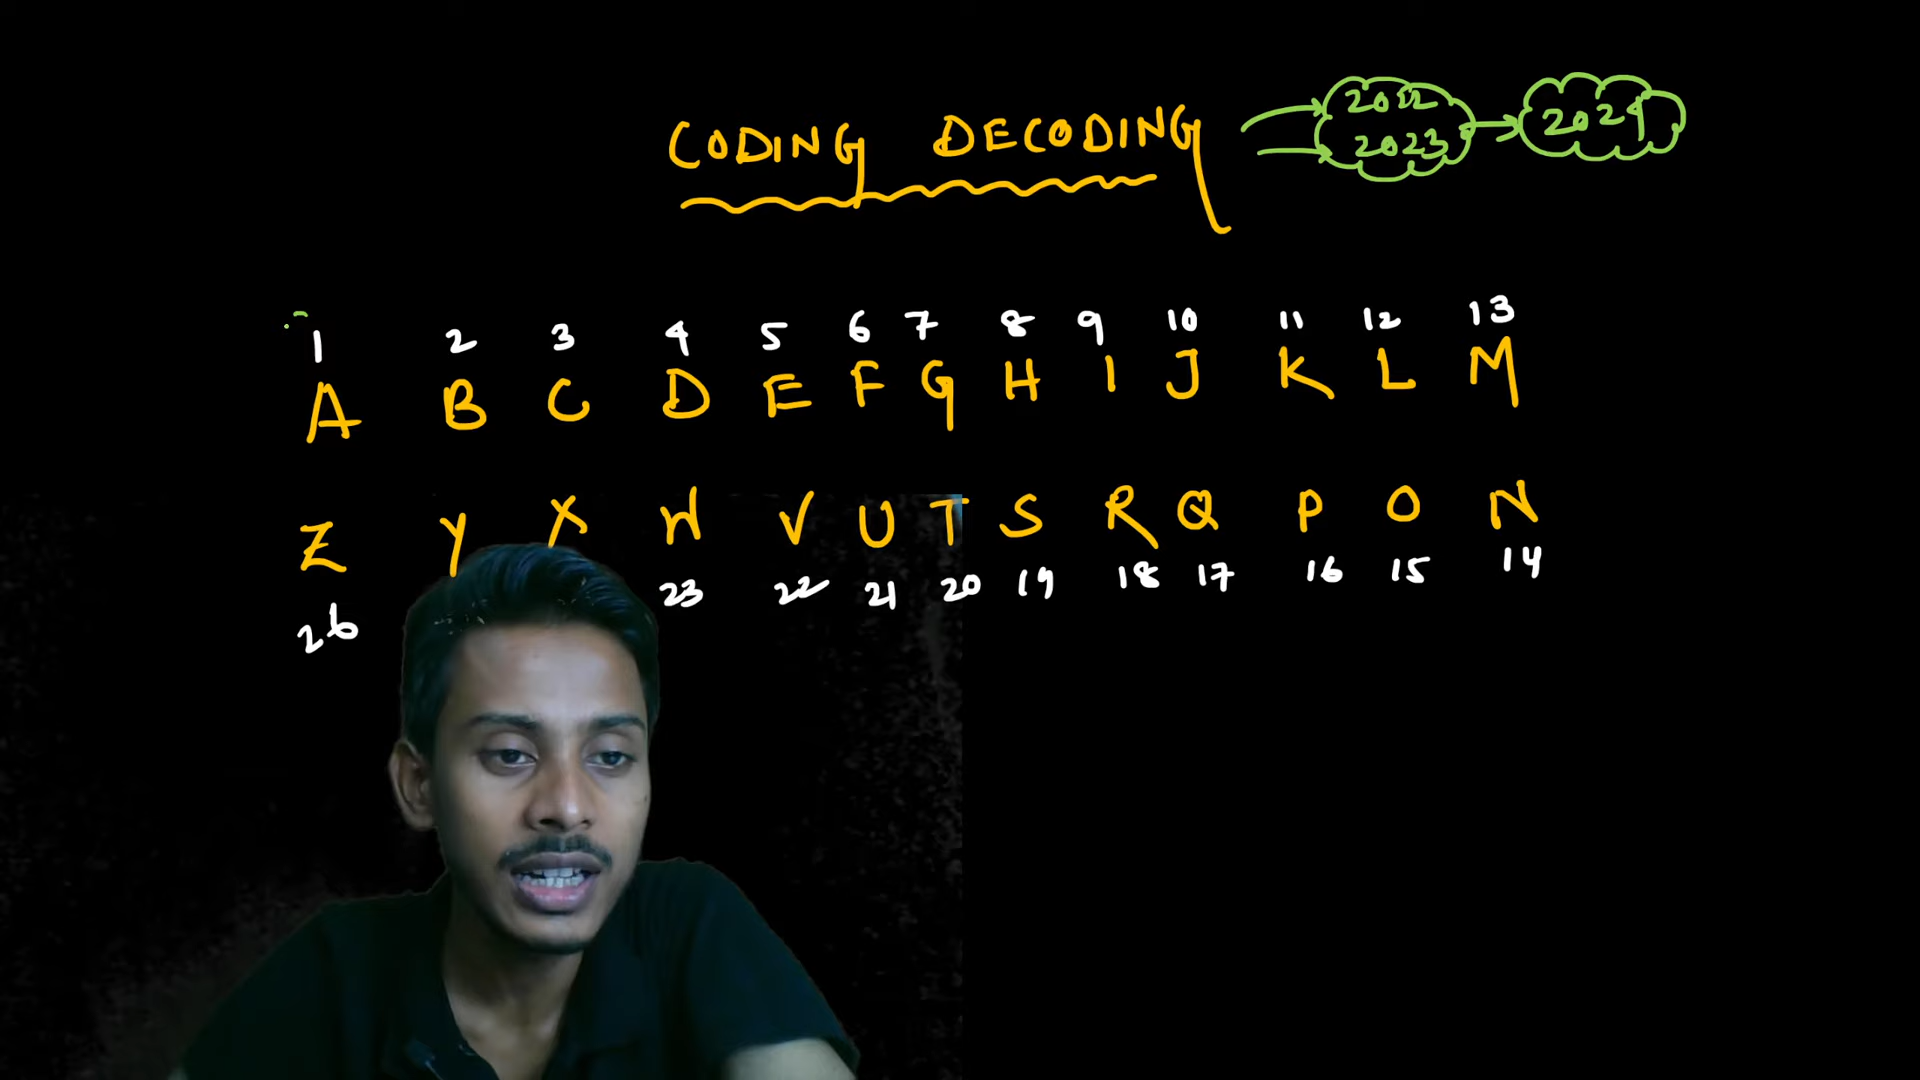 CODING DECODING
2022
2023
2024
1 2 3 4 5 6 7 8 9 10 11 12 13
A B C D E F G H I J K L M
Z Y X W V U T S R Q P O N
26 23 22 21 20 19 18 17 16 15 14